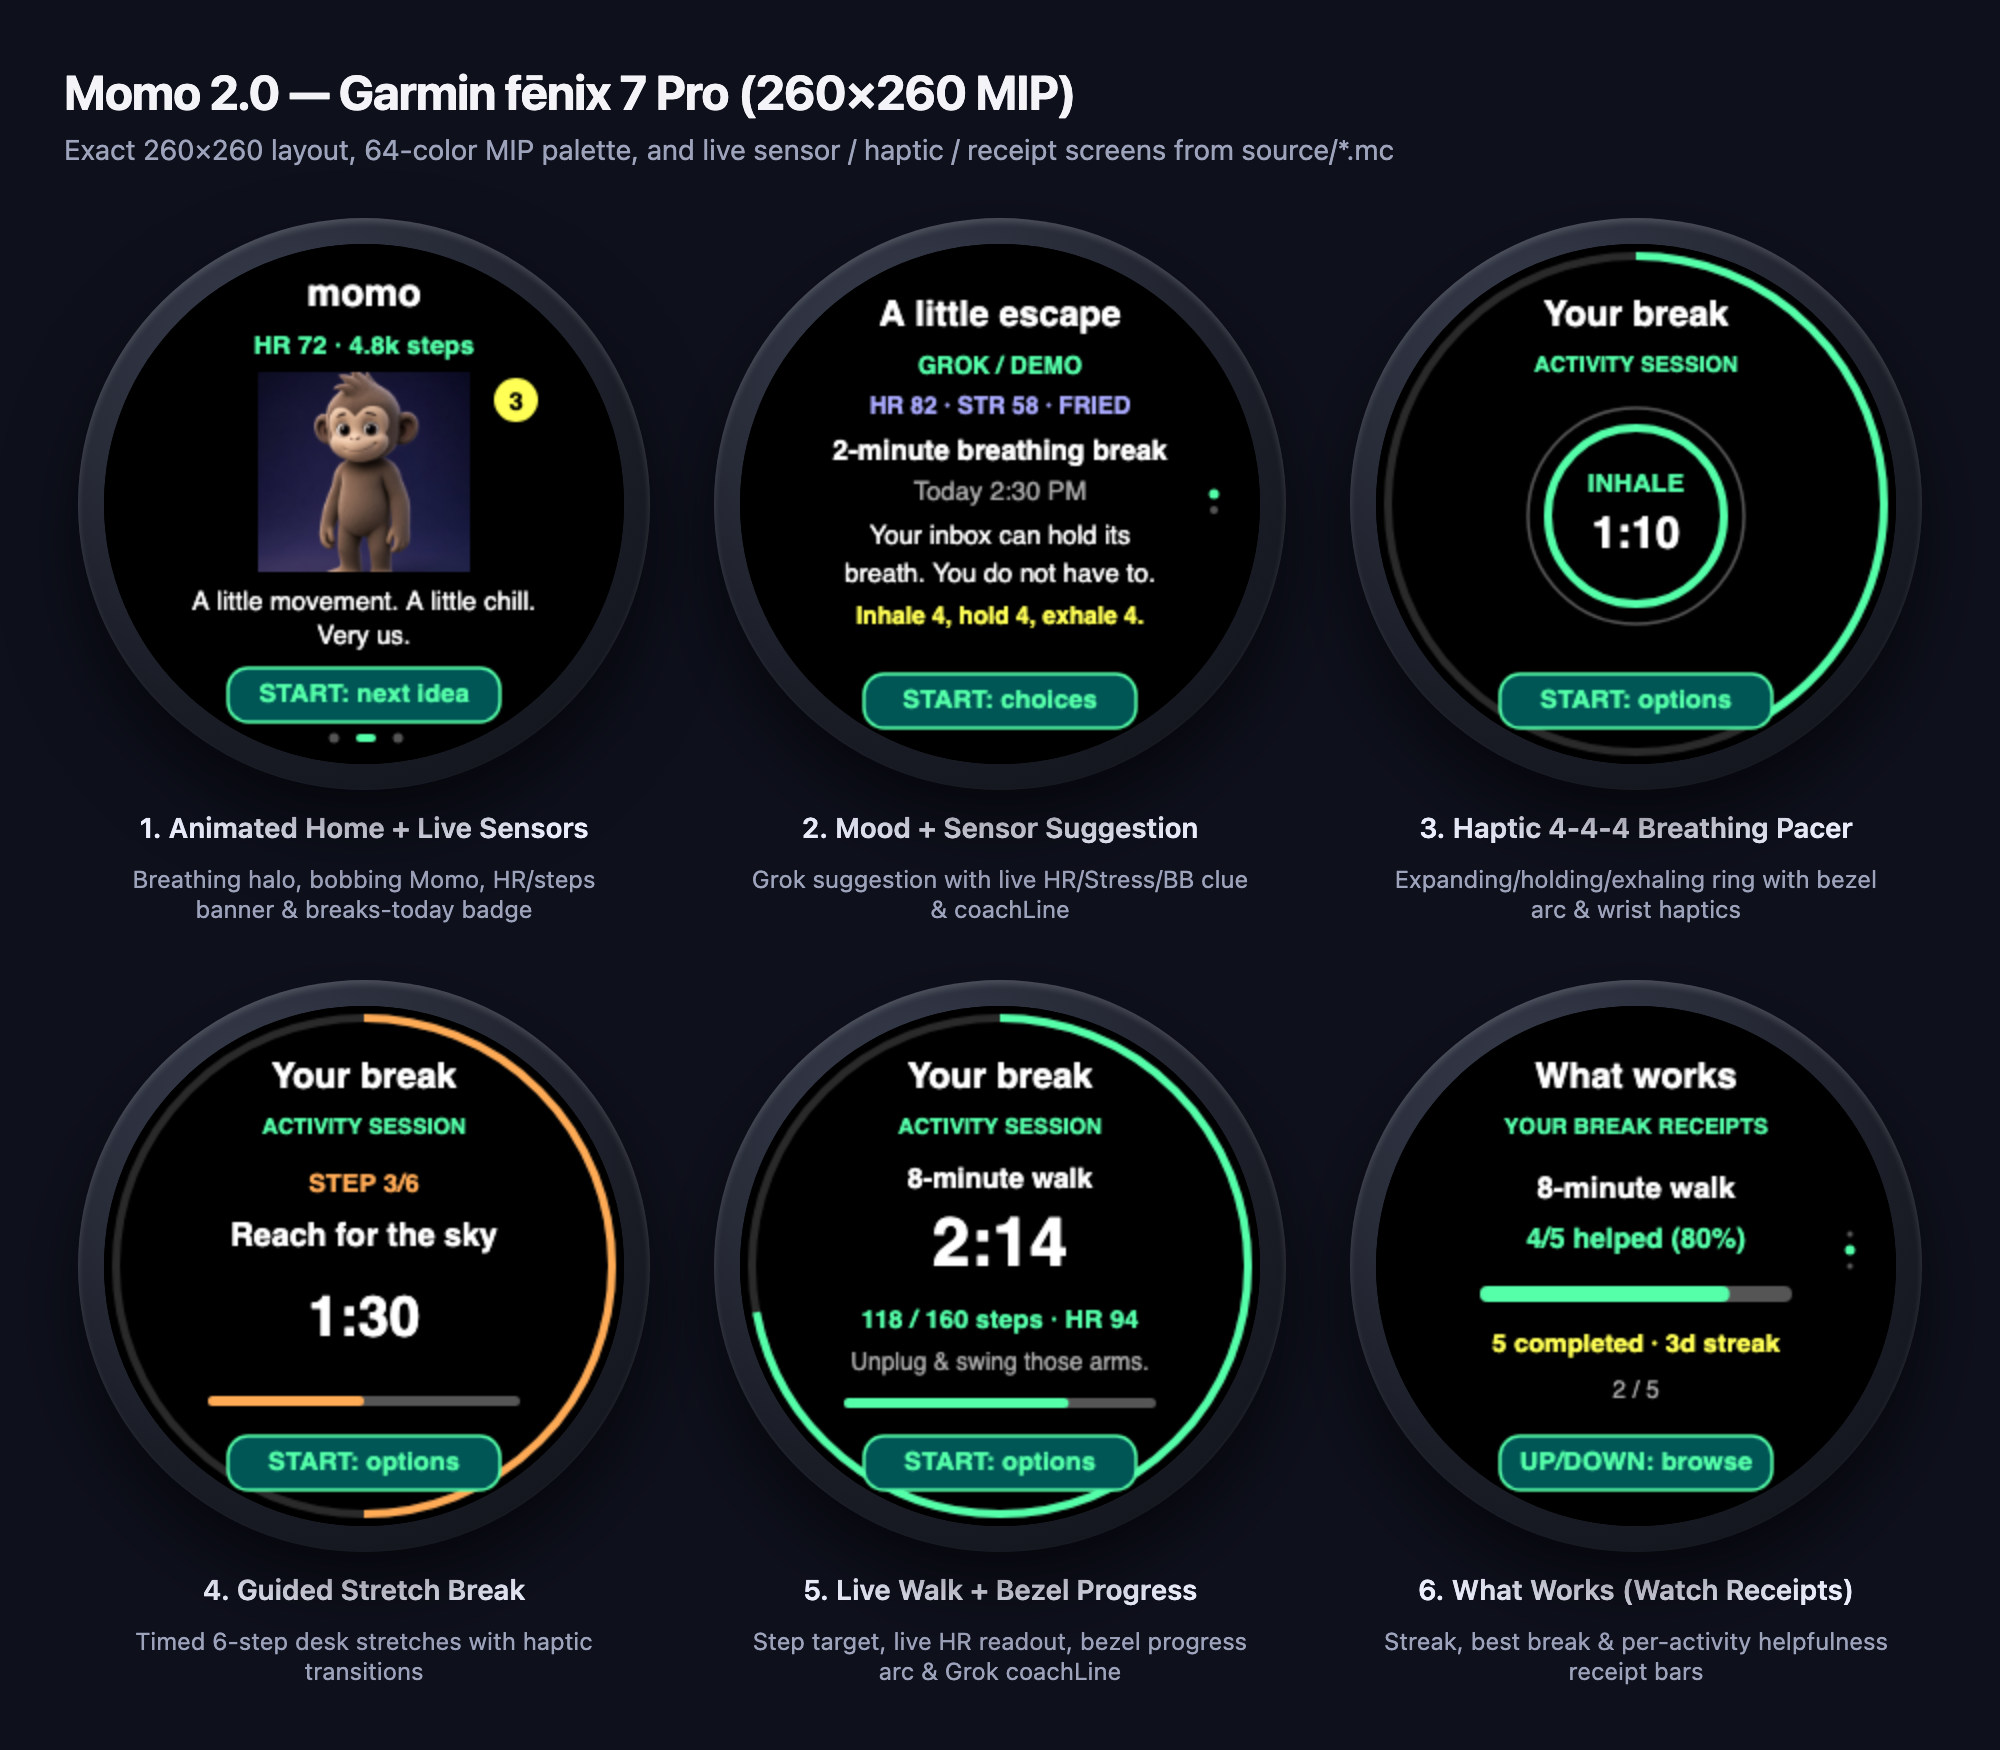 Momo 2.0 — Garmin fēnix 7 Pro (260×260 MIP)
Exact 260×260 layout, 64-color MIP palette, and live sensor / haptic / receipt screens from source/*.mc
momo
HR 72 · 4.8k steps
3
A little movement. A little chill.
Very us.
START: next idea
1. Animated Home + Live Sensors
Breathing halo, bobbing Momo, HR/steps
banner & breaks-today badge
A little escape
GROK / DEMO
HR 82 · STR 58 · FRIED
2-minute breathing break
Today 2:30 PM
Your inbox can hold its
breath. You do not have to.
Inhale 4, hold 4, exhale 4.
START: choices
2. Mood + Sensor Suggestion
Grok suggestion with live HR/Stress/BB clue
& coachLine
Your break
ACTIVITY SESSION
INHALE
1:10
START: options
3. Haptic 4-4-4 Breathing Pacer
Expanding/holding/exhaling ring with bezel
arc & wrist haptics
Your break
ACTIVITY SESSION
STEP 3/6
Reach for the sky
1:30
START: options
4. Guided Stretch Break
Timed 6-step desk stretches with haptic
transitions
Your break
ACTIVITY SESSION
8-minute walk
2:14
118 / 160 steps · HR 94
Unplug & swing those arms.
START: options
5. Live Walk + Bezel Progress
Step target, live HR readout, bezel progress
arc & Grok coachLine
What works
YOUR BREAK RECEIPTS
8-minute walk
4/5 helped (80%)
5 completed · 3d streak
2 / 5
UP/DOWN: browse
6. What Works (Watch Receipts)
Streak, best break & per-activity helpfulness
receipt bars